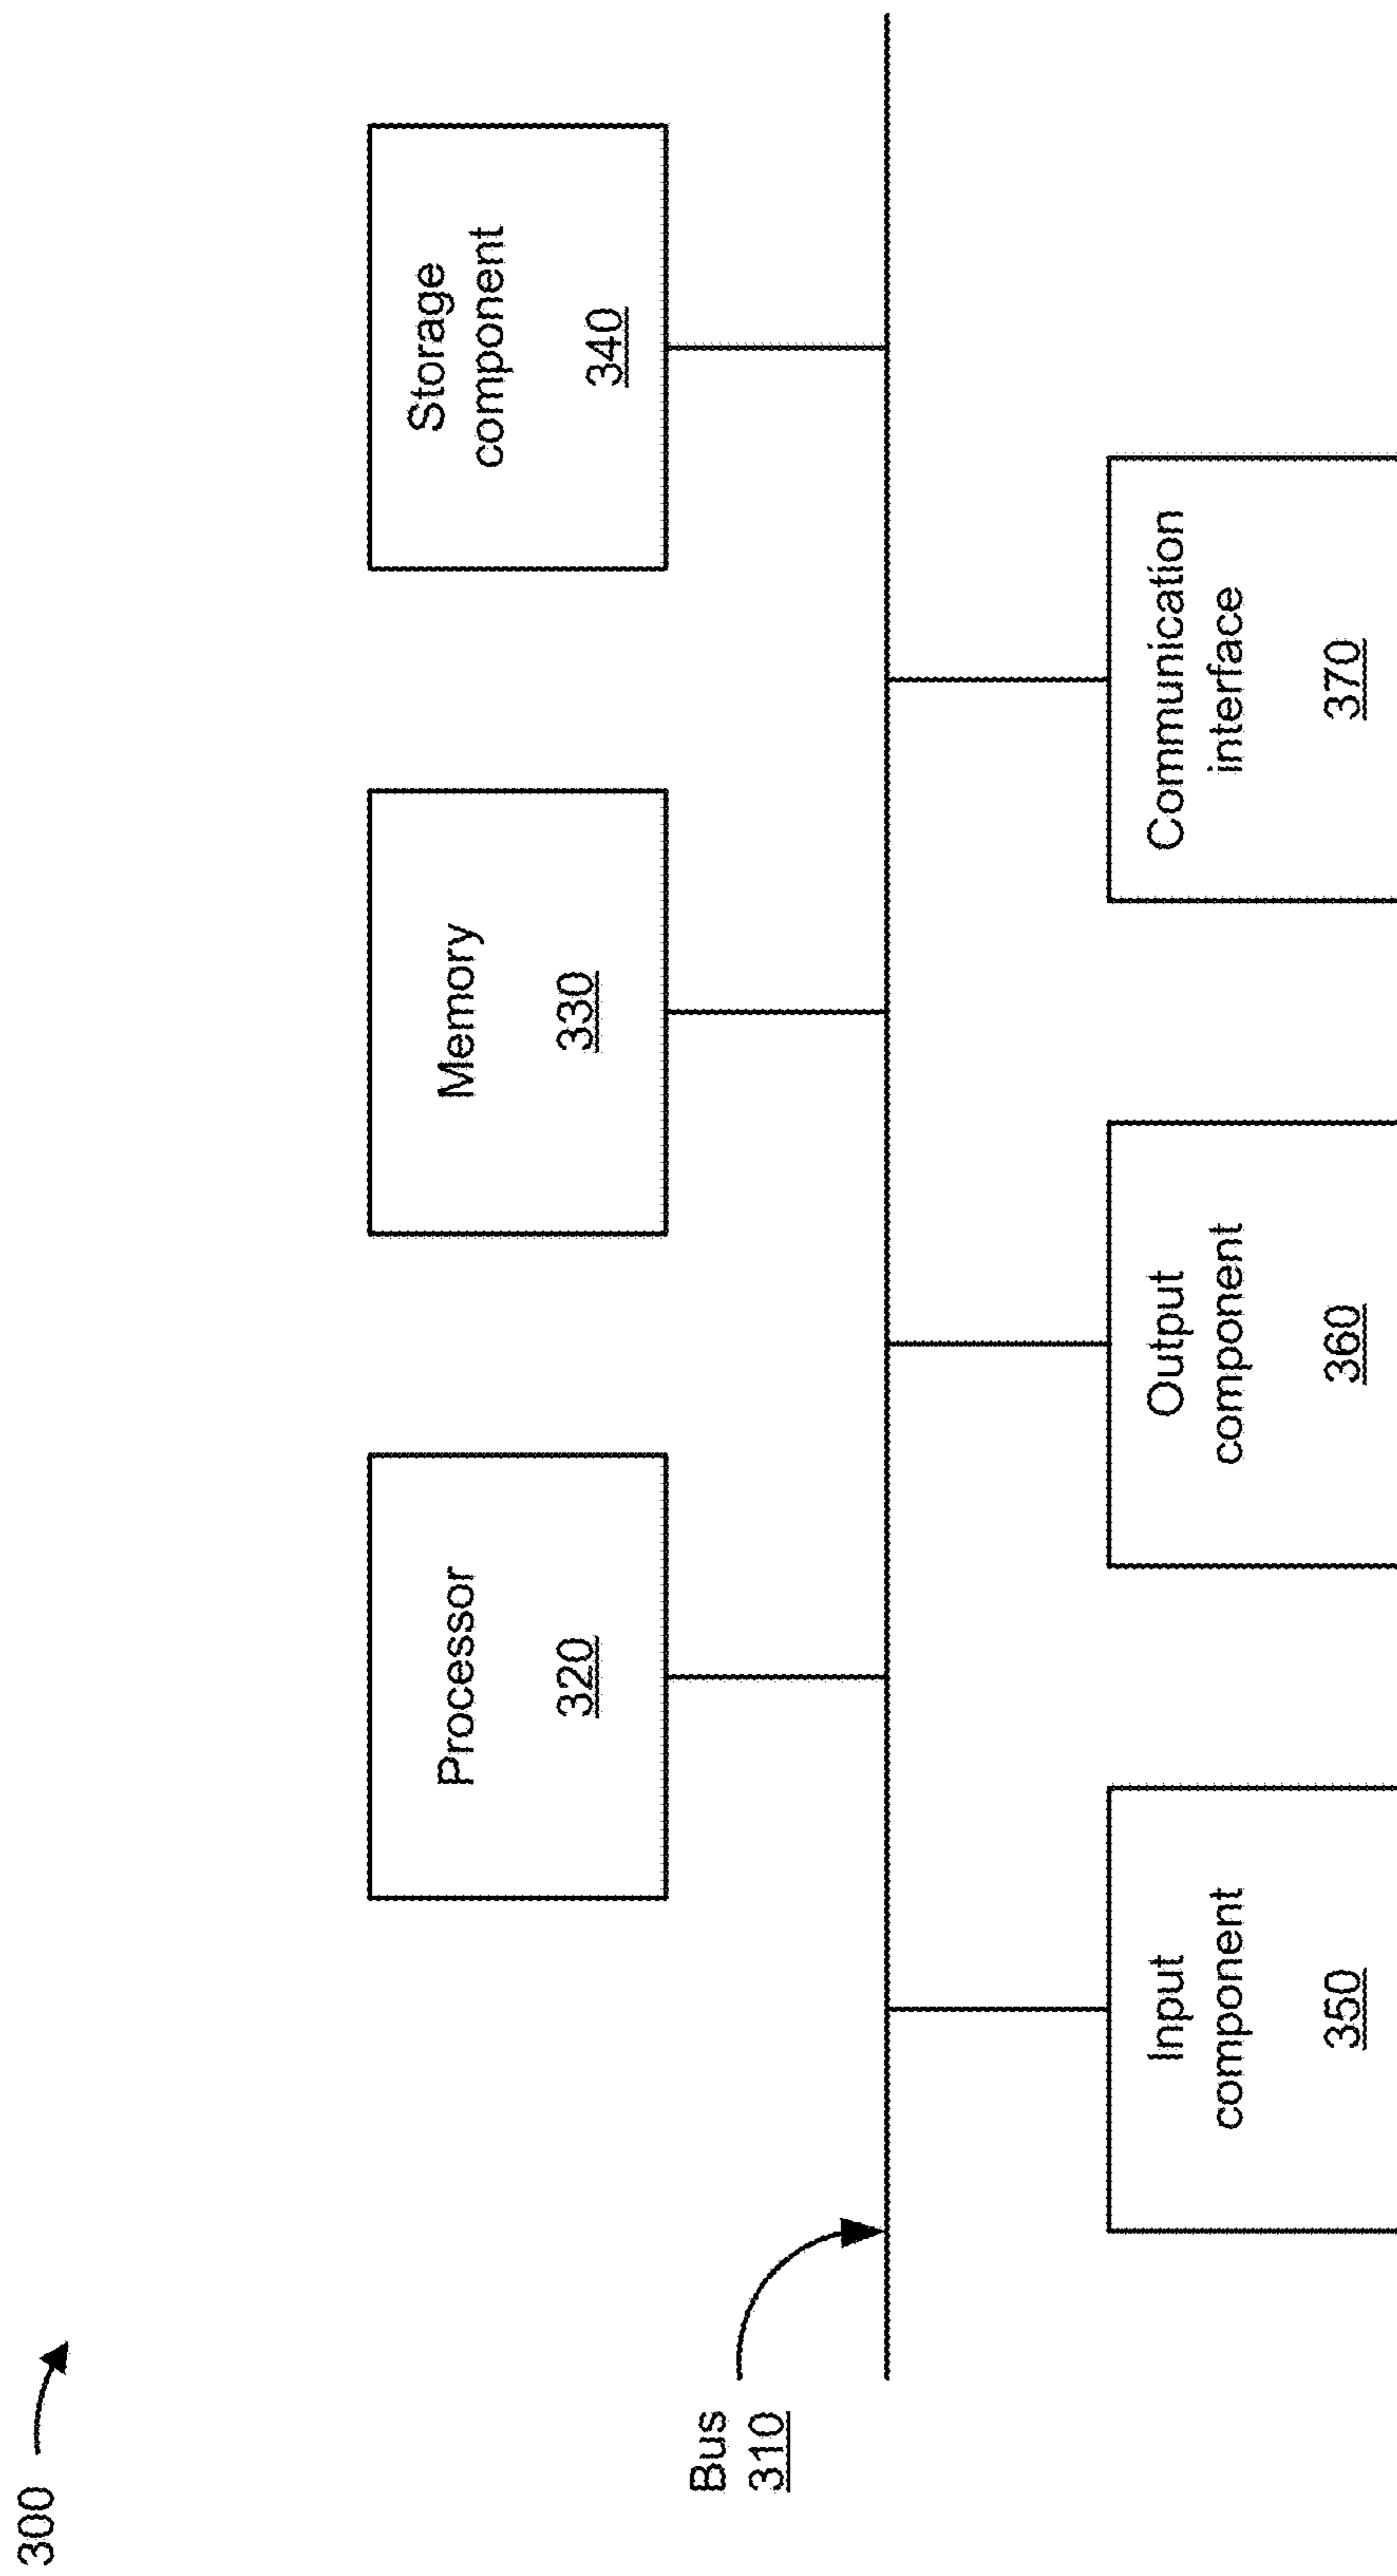 300
Processor
320
Memory
330
Storage
component
340
Bus
310
Input
component
350
Output
component
360
Communication
interface
370